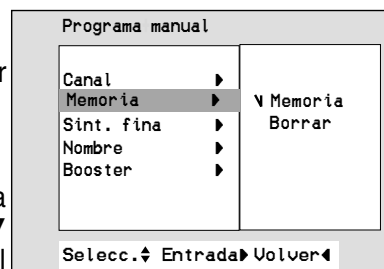 Programa manual
Canal
Memoria
Sint. fina
Nombre
Booster
√ Memoria
Borrar
Selecc. Entrada Volver
r
a
l